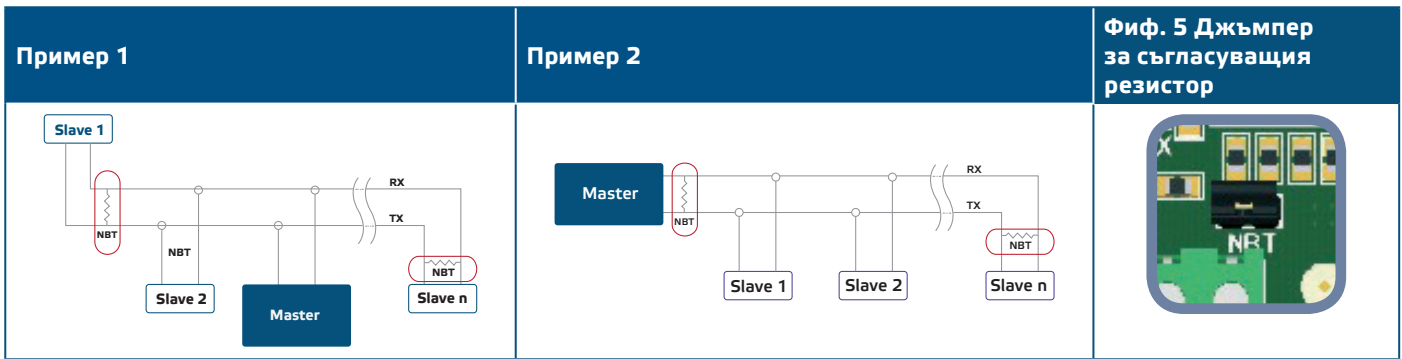 Пример 1
Пример 2
Фиф. 5 Джъмпер
за съгласуващия
резистор
Slave 1
RX
TX
NBT
NBT
NBT
Slave 2
Master
Slave n
Master
RX
TX
NBT
NBT
Slave 1
Slave 2
Slave n
X
NBT